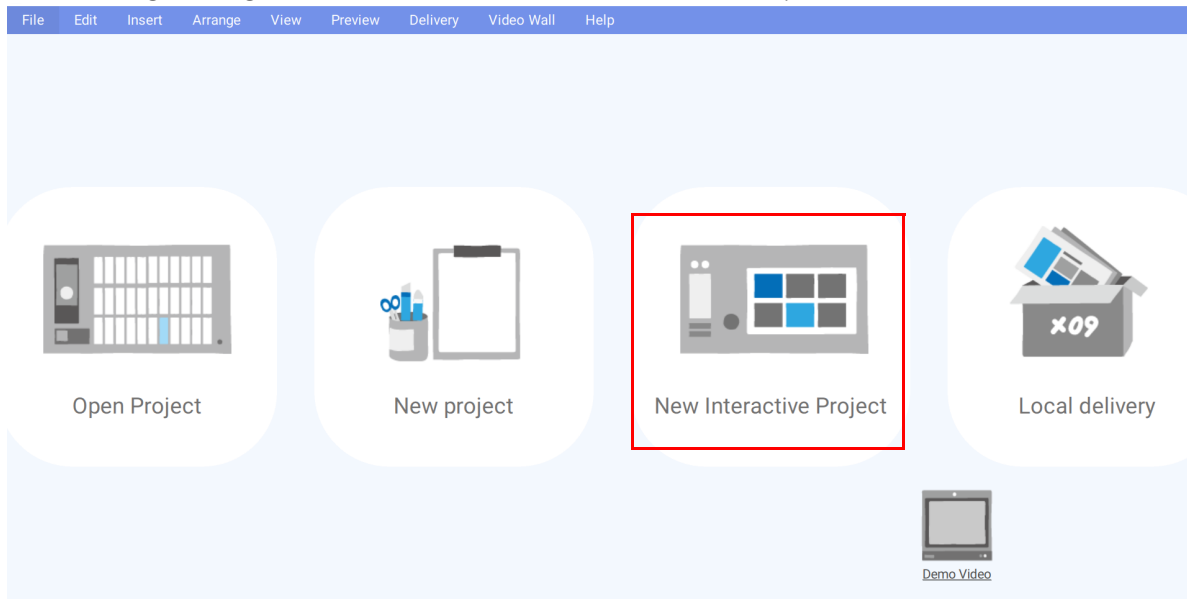 File Edit Insert Arrange View Preview Delivery Video Wall Help
Open Project
New project
New Interactive Project
×09
Local delivery
Demo Video